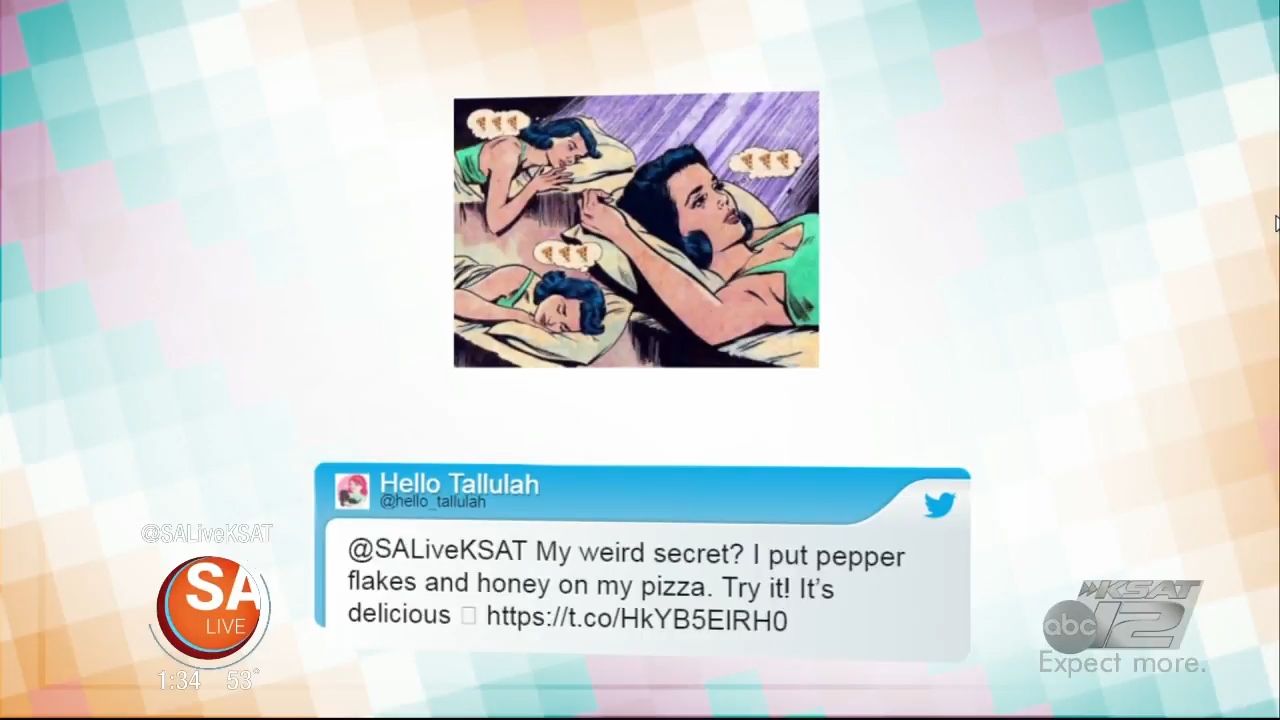 Hello Tallulah
@hello_tallulah
@SALiveKSAT My weird secret? I put pepper
flakes and honey on my pizza. Try it! It’s
delicious https://t.co/HkYB5EIRH0
@SALiveKSAT
SA
LIVE
1:34 53°
KSAT
abc 12
Expect more.